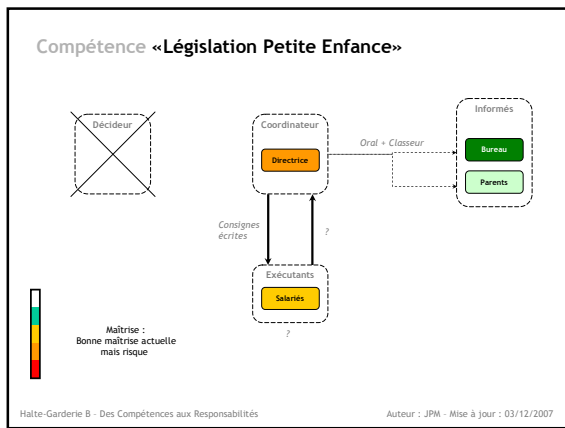 Compétence «Législation Petite Enfance»
Décideur
Coordinateur
Directrice
Oral + Classeur
Informés
Bureau
Parents
Consignes
écrites
?
Exécutants
Salariés
?
Maîtrise :
Bonne maîtrise actuelle
mais risque
Halte-Garderie B – Des Compétences aux Responsabilités
Auteur : JPM – Mise à jour : 03/12/2007